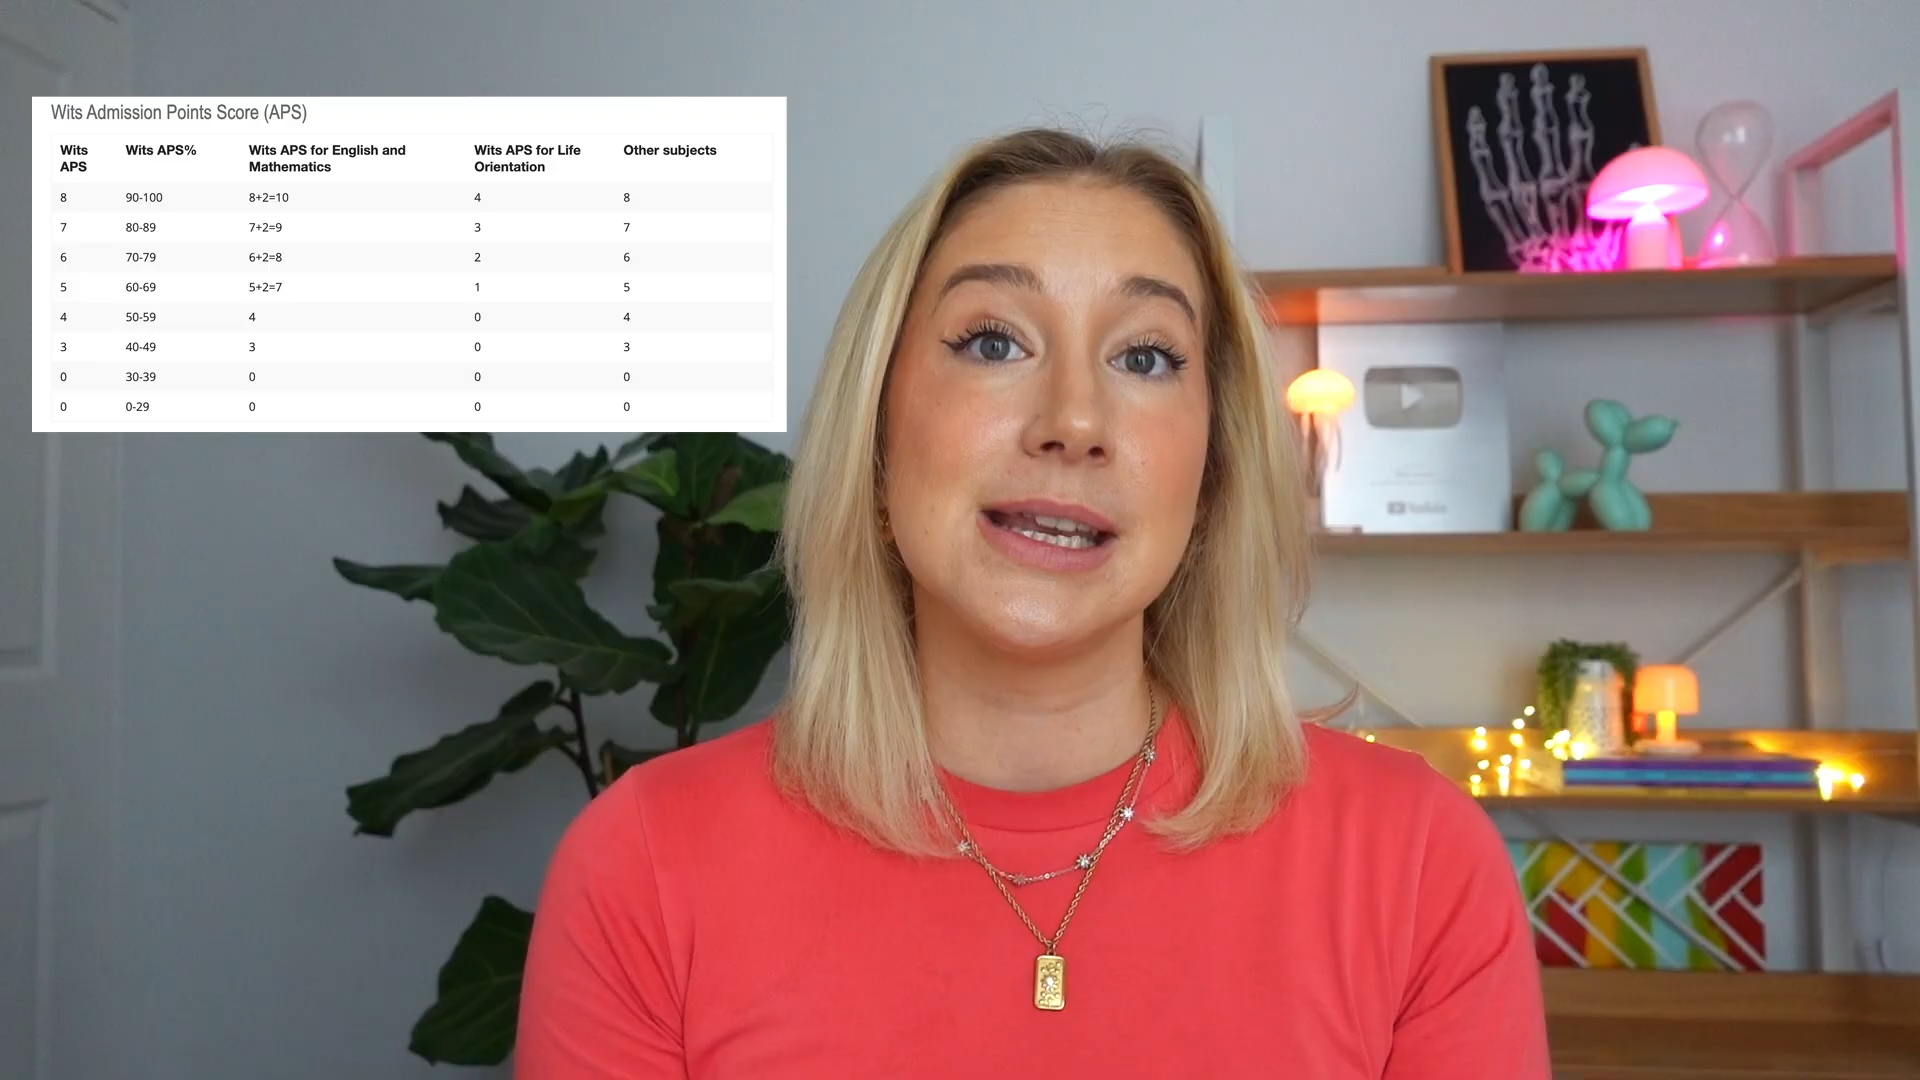 Wits Admission Points Score (APS)
Wits APS Wits APS% Wits APS for English and Mathematics Wits APS for Life Orientation Other subjects
8 90-100 8+2=10 4 8
7 80-89 7+2=9 3 7
6 70-79 6+2=8 2 6
5 60-69 5+2=7 1 5
4 50-59 4 0 4
3 40-49 3 0 3
0 30-39 0 0 0
0 0-29 0 0 0
YouTube